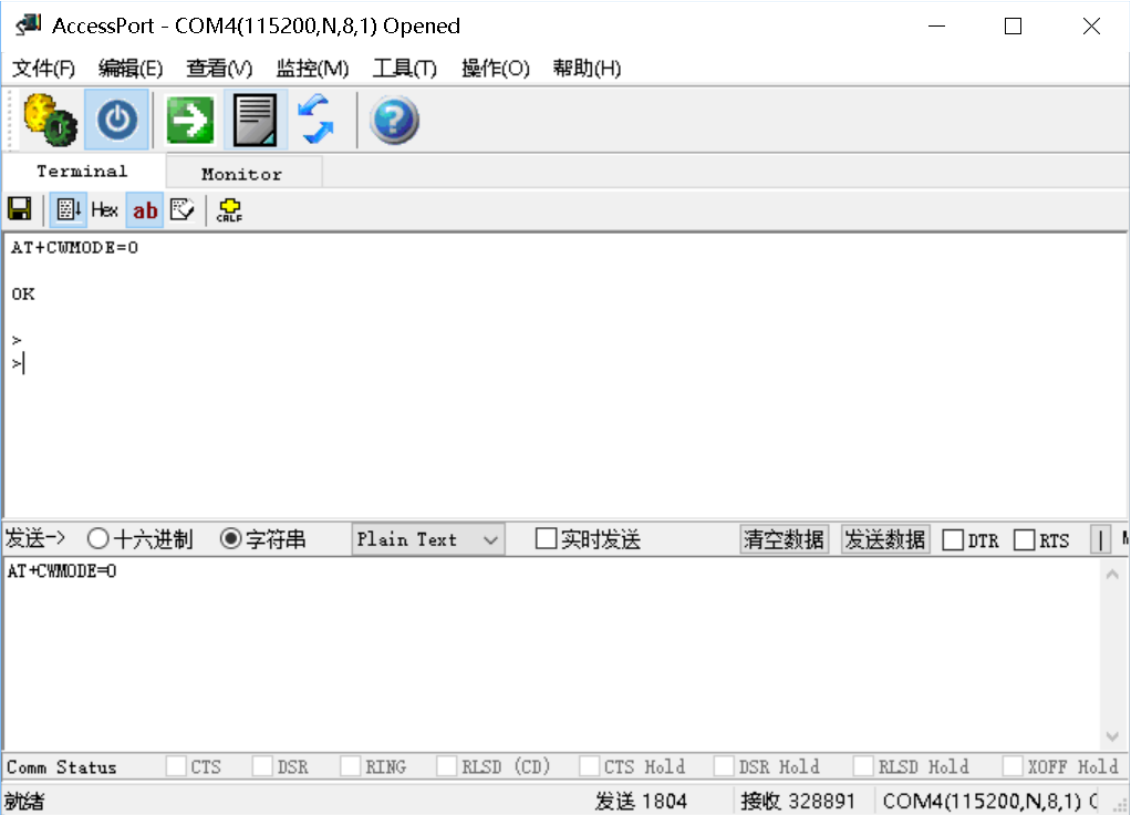 AccessPort - COM4(115200,N,8,1) Opened
文件(F) 编辑(E) 查看(V) 监控(M) 工具(T) 操作(O) 帮助(H)
Terminal Monitor
Hex ab CRLF
AT+CWMODE=0
OK
>
>
发送-> 十六进制 字符串 Plain Text 实时发送 清空数据 发送数据 DTR RTS |
AT+CWMODE=0
Comm Status CTS DSR RING RLSD (CD) CTS Hold DSR Hold RLSD Hold XOFF Hold
就绪 发送 1804 接收 328891 COM4(115200,N,8,1)